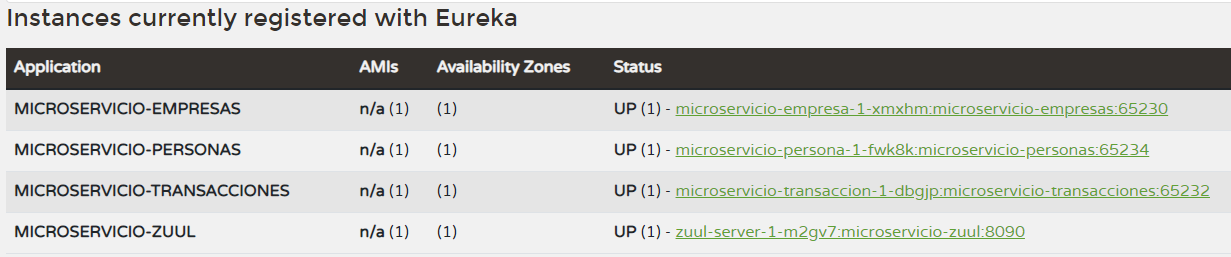 Instances currently registered with Eureka
Application AMIs Availability Zones Status
MICROSERVICIO-EMPRESAS n/a (1) (1) UP (1) - microservicio-empresa-1-xmxhm:microservicio-empresas:65230
MICROSERVICIO-PERSONAS n/a (1) (1) UP (1) - microservicio-persona-1-fwk8k:microservicio-personas:65234
MICROSERVICIO-TRANSACCIONES n/a (1) (1) UP (1) - microservicio-transaccion-1-dbgjp:microservicio-transacciones:65232
MICROSERVICIO-ZUUL n/a (1) (1) UP (1) - zuul-server-1-m2gv7:microservicio-zuul:8090